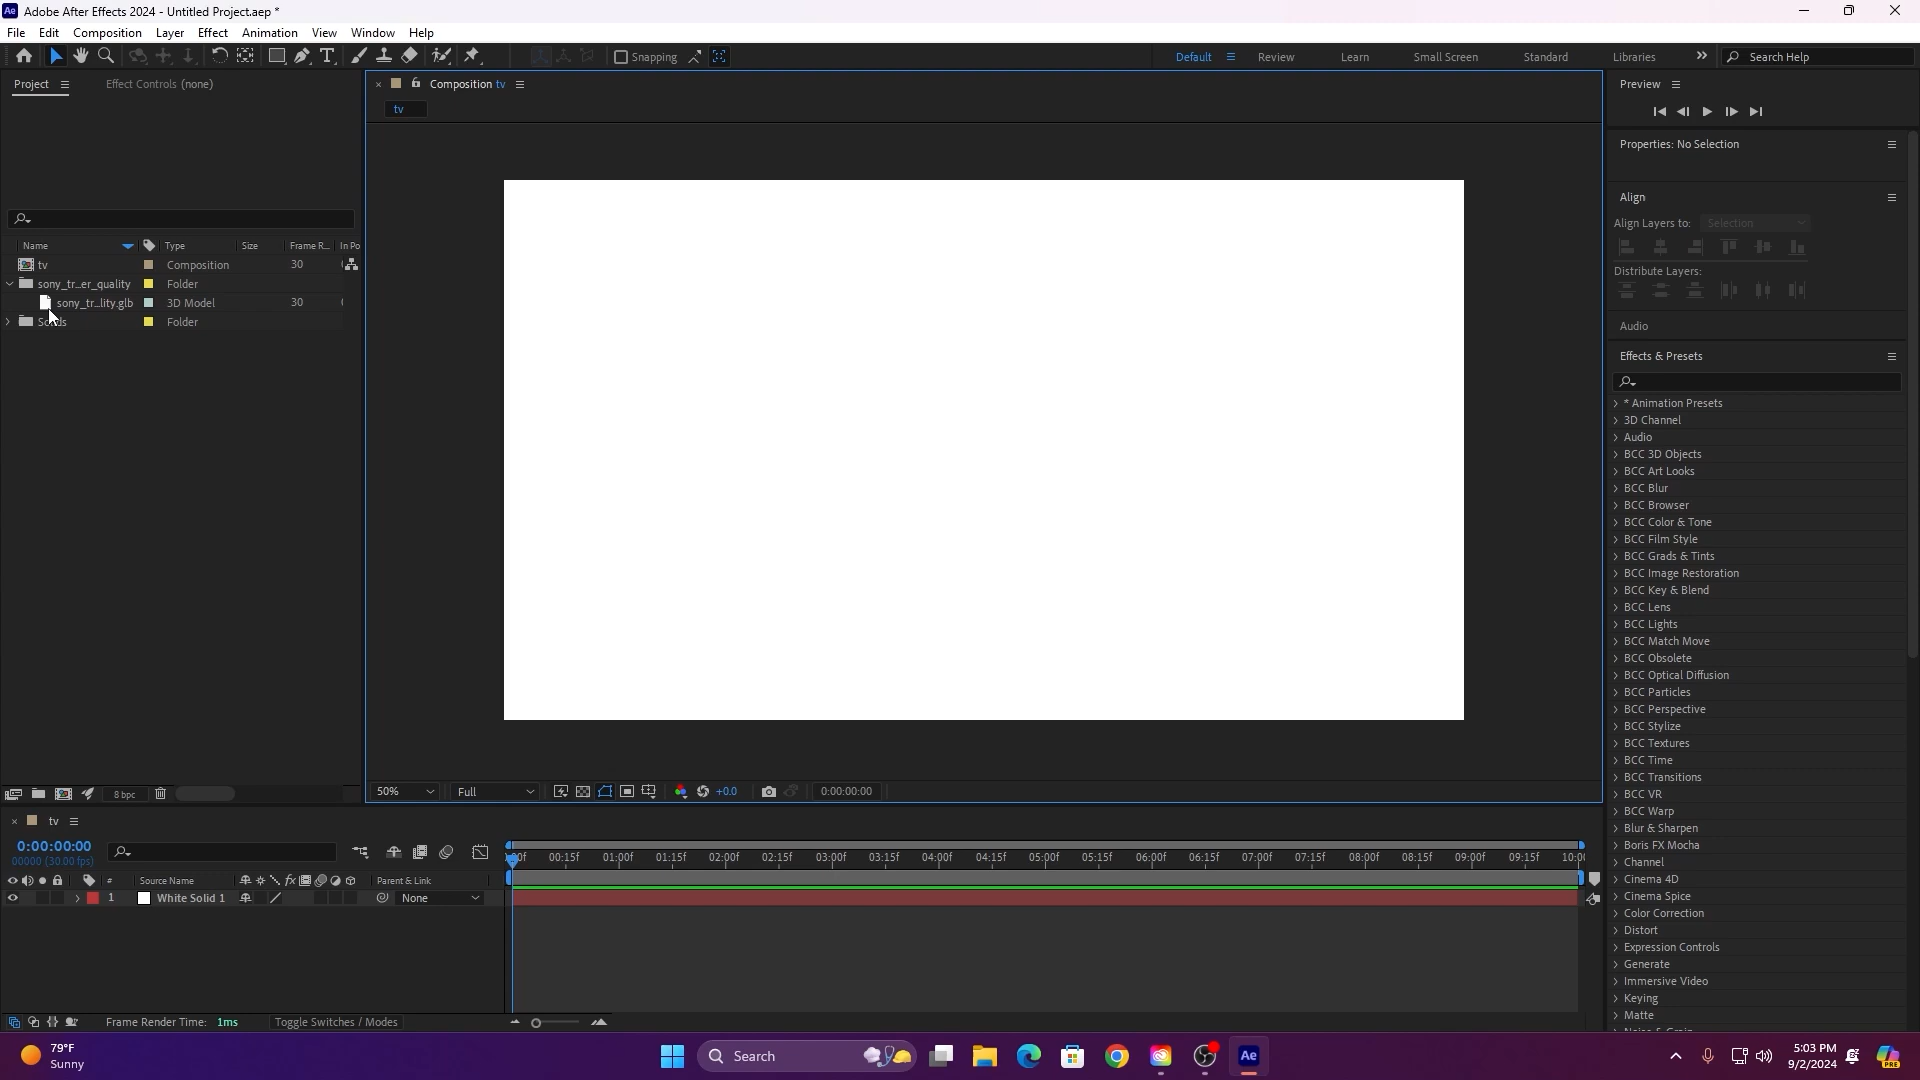 Adobe After Effects 2024 - Untitled Project.aep *
File Edit Composition Layer Effect Animation View Window Help
Snapping
Default Review Learn Small Screen Standard Libraries Search Help
Project Effect Controls (none)
Composition tv
tv
Name Type Size Frame R... In Po
tv Composition 30
sony_tr...er_quality Folder
sony_tr...lity.glb 3D Model 30
Solids Folder
8 bpc
50% Full +0.0 0:00:00:00
Preview
Properties: No Selection
Align
Align Layers to: Selection
Distribute Layers:
Audio
Effects & Presets
* Animation Presets
3D Channel
Audio
BCC 3D Objects
BCC Art Looks
BCC Blur
BCC Browser
BCC Color & Tone
BCC Film Style
BCC Grads & Tints
BCC Image Restoration
BCC Key & Blend
BCC Lens
BCC Lights
BCC Match Move
BCC Obsolete
BCC Optical Diffusion
BCC Particles
BCC Perspective
BCC Stylize
BCC Textures
BCC Time
BCC Transitions
BCC VR
BCC Warp
Blur & Sharpen
Boris FX Mocha
Channel
Cinema 4D
Cinema Spice
Color Correction
Distort
Expression Controls
Generate
Immersive Video
Keying
Matte
tv
0:00:00:00
00000 (30.00 fps)
00:15f 01:00f 01:15f 02:00f 02:15f 03:00f 03:15f 04:00f 04:15f 05:00f 05:15f 06:00f 06:15f 07:00f 07:15f 08:00f 08:15f 09:00f 09:15f
# Source Name Parent & Link
1 White Solid 1 None
Frame Render Time: 1ms Toggle Switches / Modes
79°F
Sunny
Search
Ae
5:03 PM
9/2/2024